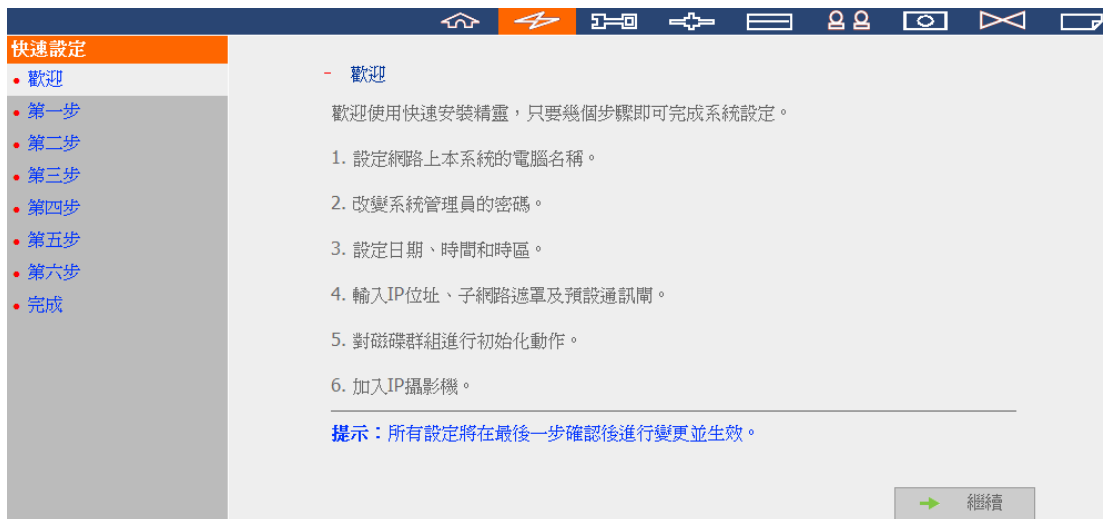 快速設定
歡迎
第一步
第二步
第三步
第四步
第五步
第六步
完成
- 歡迎
歡迎使用快速安裝精靈，只要幾個步驟即可完成系統設定。
1. 設定網路上本系統的電腦名稱。
2. 改變系統管理員的密碼。
3. 設定日期、時間和時區。
4. 輸入IP位址、子網路遮罩及預設通訊閘。
5. 對磁碟群組進行初始化動作。
6. 加入IP攝影機。
提示：所有設定將在最後一步確認後進行變更並生效。
繼續